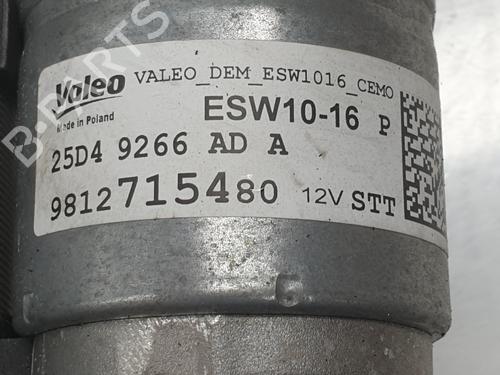 Valeo VALEO_DEM_ESW1016_CEMO
Made in Poland
ESW10-16 P
25D4 9266 AD A
9812715480 12V STT
B-PARTS